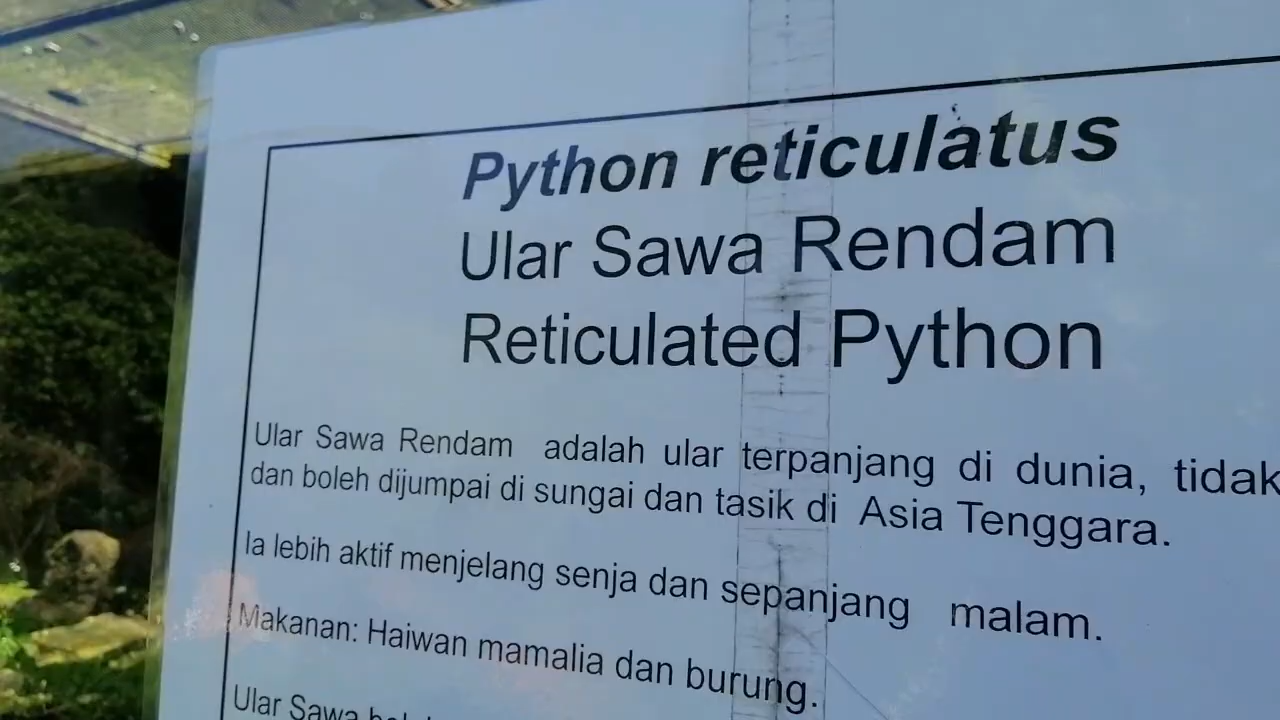 Python reticulatus
Ular Sawa Rendam
Reticulated Python
Ular Sawa Rendam adalah ular terpanjang di dunia, tidak
dan boleh dijumpai di sungai dan tasik di Asia Tenggara.
Ia lebih aktif menjelang senja dan sepanjang malam.
Makanan: Haiwan mamalia dan burung.
Ular Sawa